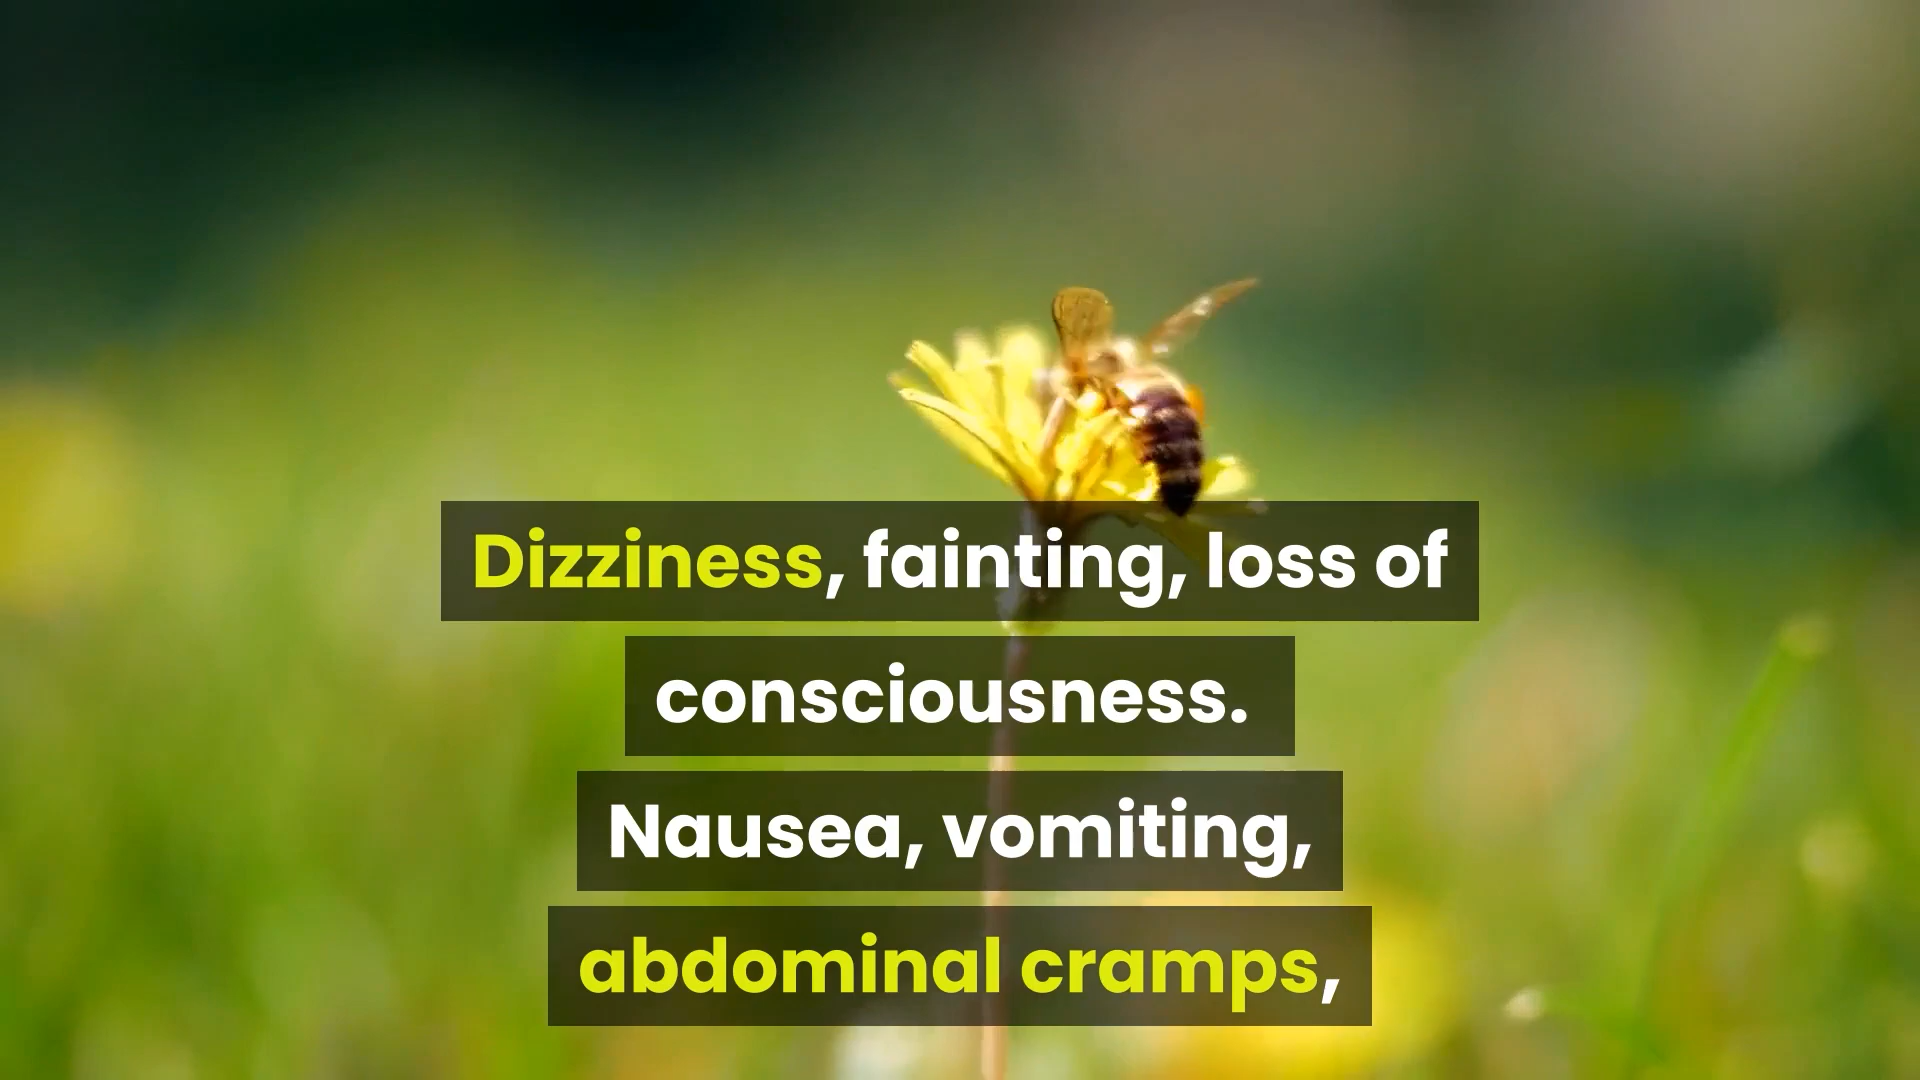 Dizziness, fainting, loss of
consciousness.
Nausea, vomiting,
abdominal cramps,